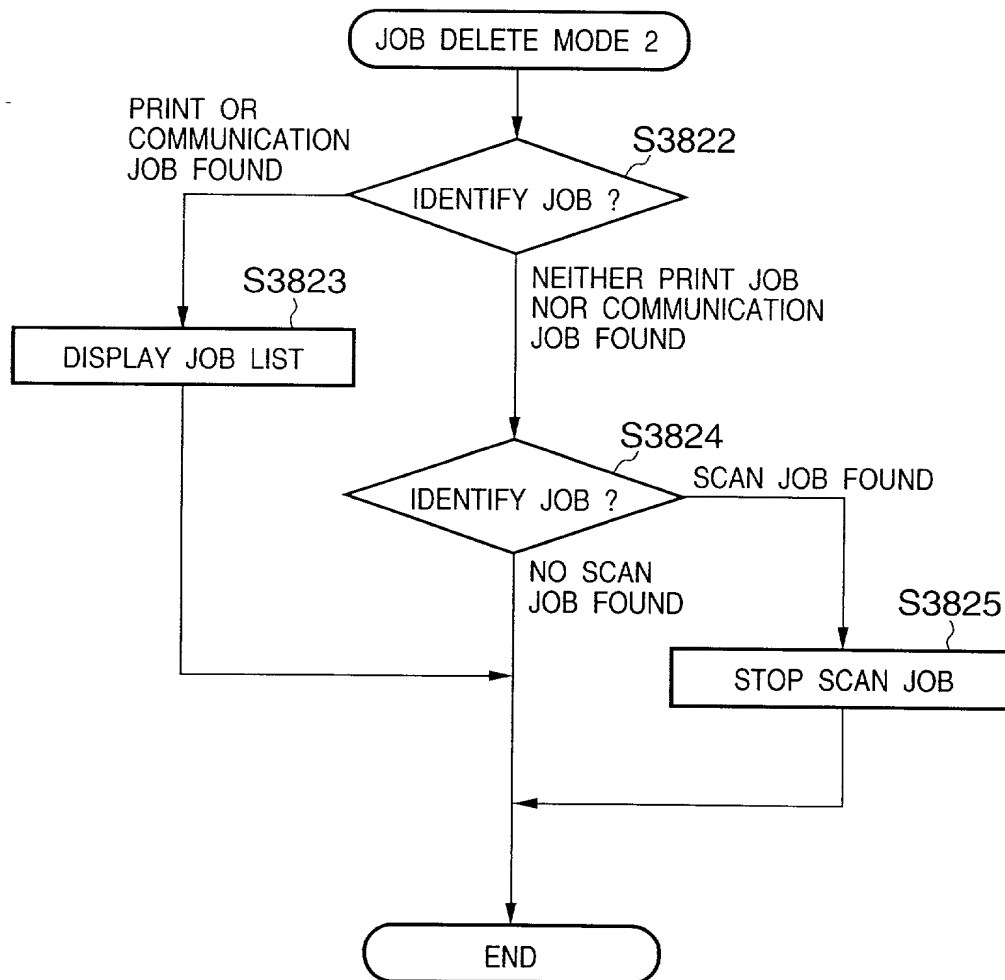 JOB DELETE MODE 2
PRINT OR
COMMUNICATION
JOB FOUND
S3822
IDENTIFY JOB ?
S3823
NEITHER PRINT JOB
NOR COMMUNICATION
JOB FOUND
DISPLAY JOB LIST
S3824
IDENTIFY JOB ?
SCAN JOB FOUND
NO SCAN
JOB FOUND
S3825
STOP SCAN JOB
END